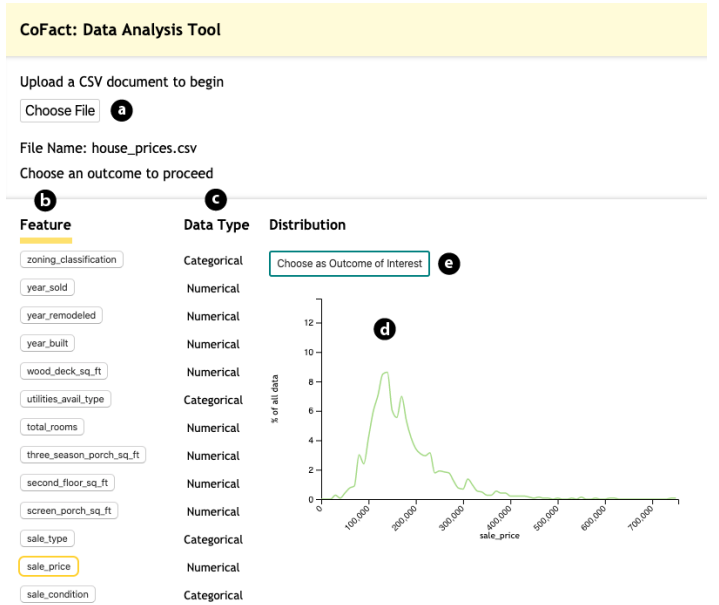 CoFact: Data Analysis Tool
Upload a CSV document to begin
Choose File a
File Name: house_prices.csv
Choose an outcome to proceed
b c
Feature Data Type Distribution
zoning_classification Categorical Choose as Outcome of Interest e
year_sold Numerical
year_remodeled Numerical
year_built Numerical
wood_deck_sq_ft Numerical
utilities_avail_type Categorical
total_rooms Numerical
three_season_porch_sq_ft Numerical
second_floor_sq_ft Numerical
screen_porch_sq_ft Numerical
sale_type Categorical
sale_price Numerical
sale_condition Categorical
d
% of all data
12
10
8
6
4
2
0
0 100,000 200,000 300,000 400,000 500,000 600,000 700,000
sale_price